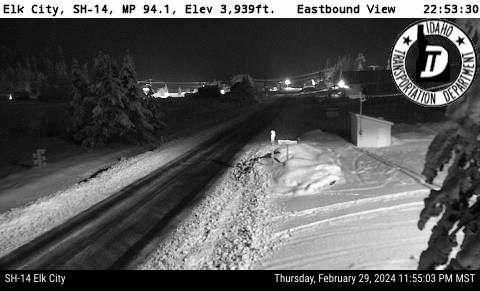 Elk City, SH-14, MP 94.1, Elev 3,939ft. Eastbound View 22:53:30
IDAHO
TRANSPORTATION DEPARTMENT
SH-14 Elk City Thursday, February 29, 2024 11:55:03 PM MST